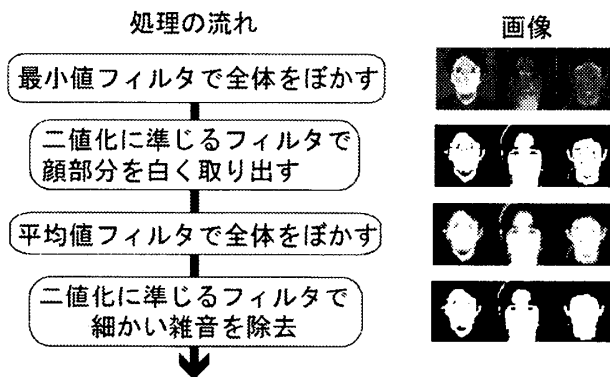 処理の流れ
画像
最小値フィルタで全体をぼかす
二値化に準じるフィルタで
顔部分を白く取り出す
平均値フィルタで全体をぼかす
二値化に準じるフィルタで
細かい雑音を除去